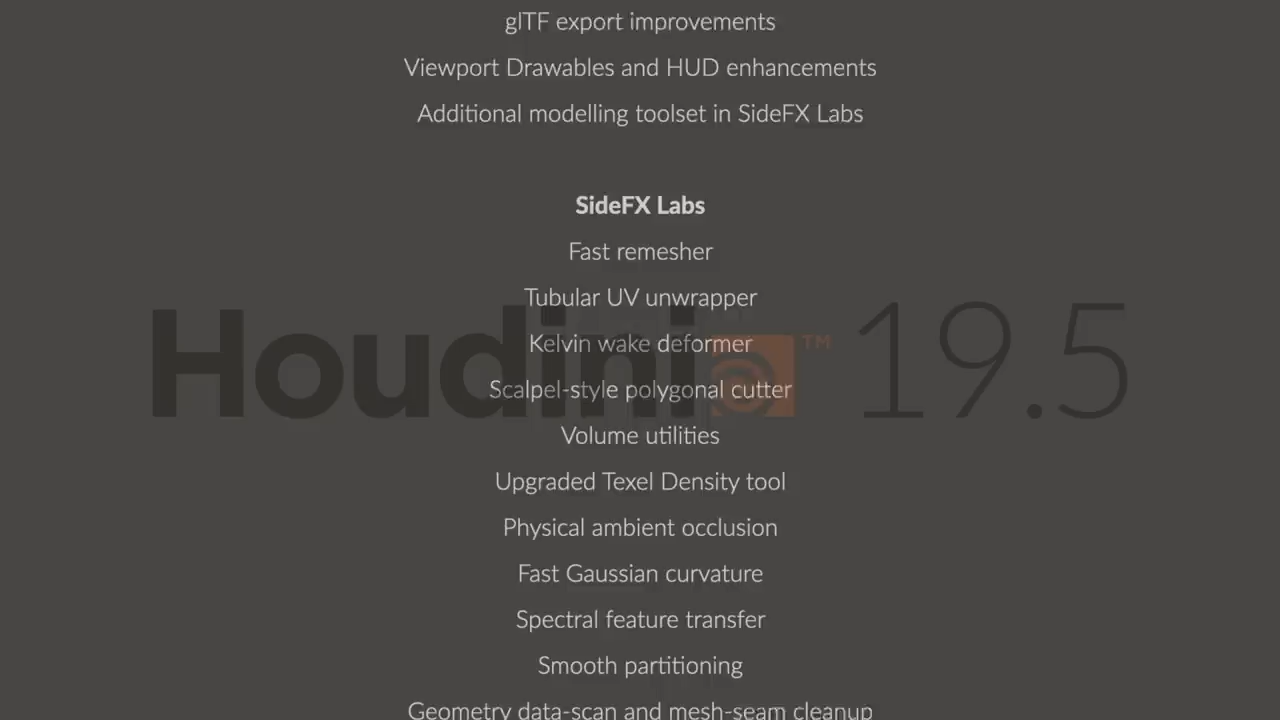 glTF export improvements
Viewport Drawables and HUD enhancements
Additional modelling toolset in SideFX Labs
SideFX Labs
Fast remesher
Tubular UV unwrapper
Kelvin wake deformer
Scalpel-style polygonal cutter
Volume utilities
Upgraded Texel Density tool
Physical ambient occlusion
Fast Gaussian curvature
Spectral feature transfer
Smooth partitioning
Geometry data-scan and mesh-seam cleanup
Houdini ™ 19.5